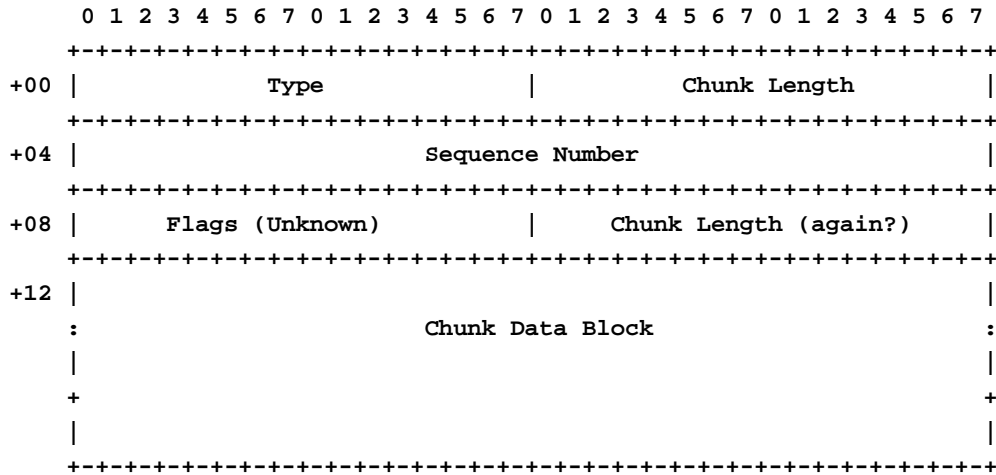 0 1 2 3 4 5 6 7 0 1 2 3 4 5 6 7 0 1 2 3 4 5 6 7 0 1 2 3 4 5 6 7
+-+-+-+-+-+-+-+-+-+-+-+-+-+-+-+-+-+-+-+-+-+-+-+-+-+-+-+-+-+-+-+-+
+00 | Type | Chunk Length |
+-+-+-+-+-+-+-+-+-+-+-+-+-+-+-+-+-+-+-+-+-+-+-+-+-+-+-+-+-+-+-+-+
+04 | Sequence Number |
+-+-+-+-+-+-+-+-+-+-+-+-+-+-+-+-+-+-+-+-+-+-+-+-+-+-+-+-+-+-+-+-+
+08 | Flags (Unknown) | Chunk Length (again?) |
+-+-+-+-+-+-+-+-+-+-+-+-+-+-+-+-+-+-+-+-+-+-+-+-+-+-+-+-+-+-+-+-+
+12 | |
: Chunk Data Block :
| |
+ +
| |
+-+-+-+-+-+-+-+-+-+-+-+-+-+-+-+-+-+-+-+-+-+-+-+-+-+-+-+-+-+-+-+-+